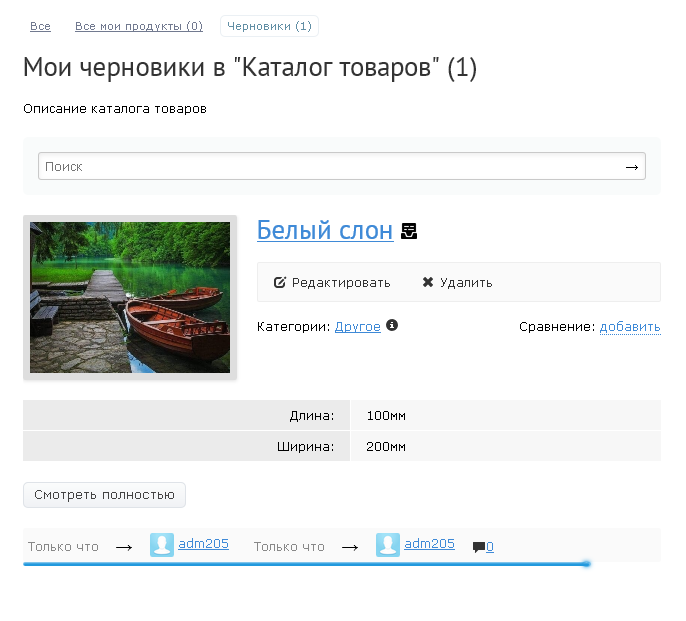 Все Все мои продукты (0) Черновики (1)
Мои черновики в "Каталог товаров" (1)
Описание каталога товаров
Поиск →
Белый слон
Редактировать Удалить
Категории: Другое Сравнение: добавить
Длина: 100мм
Ширина: 200мм
Смотреть полностью
Только что → adm205 Только что → adm205 0